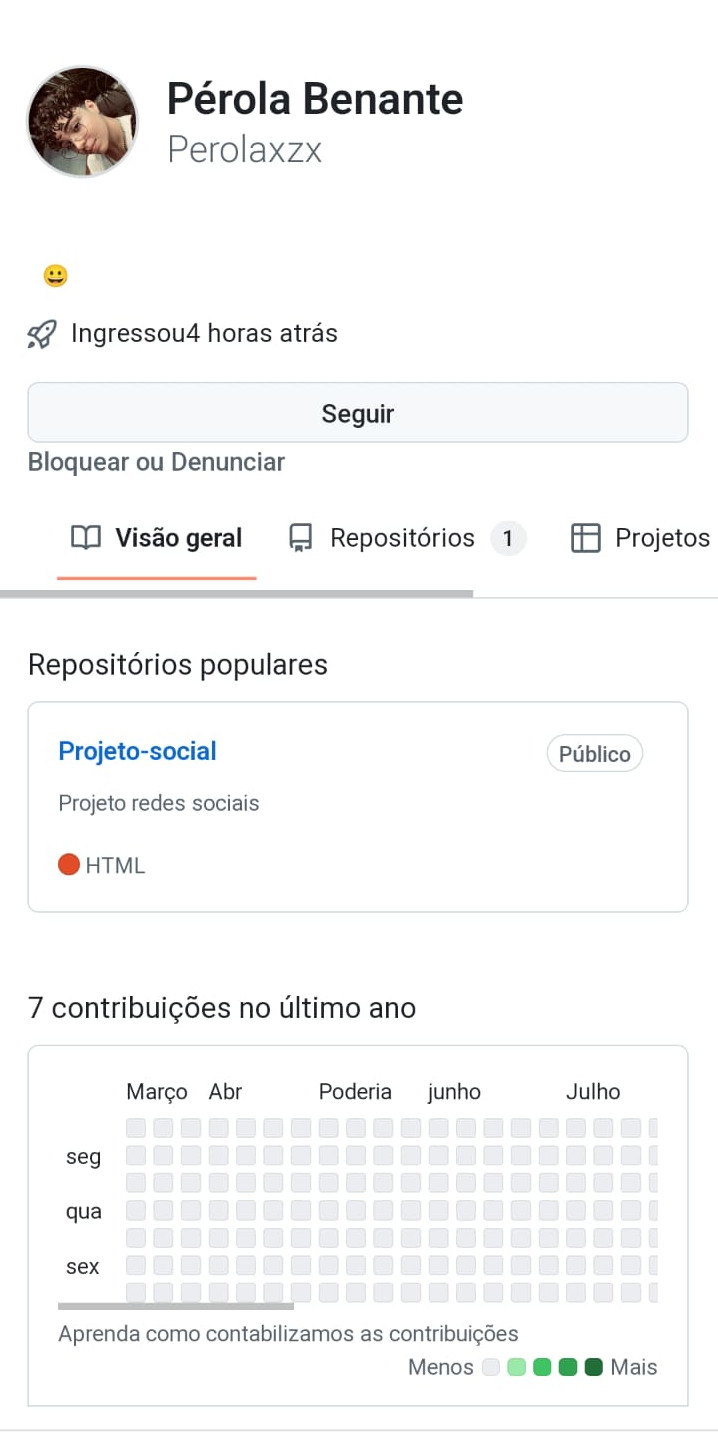 Pérola Benante
Perolaxzx
😀
Ingressou4 horas atrás
Seguir
Bloquear ou Denunciar
Visão geral Repositórios 1 Projetos
Repositórios populares
Projeto-social Público
Projeto redes sociais
HTML
7 contribuições no último ano
Março Abr Poderia junho Julho
seg
qua
sex
Aprenda como contabilizamos as contribuições
Menos Mais